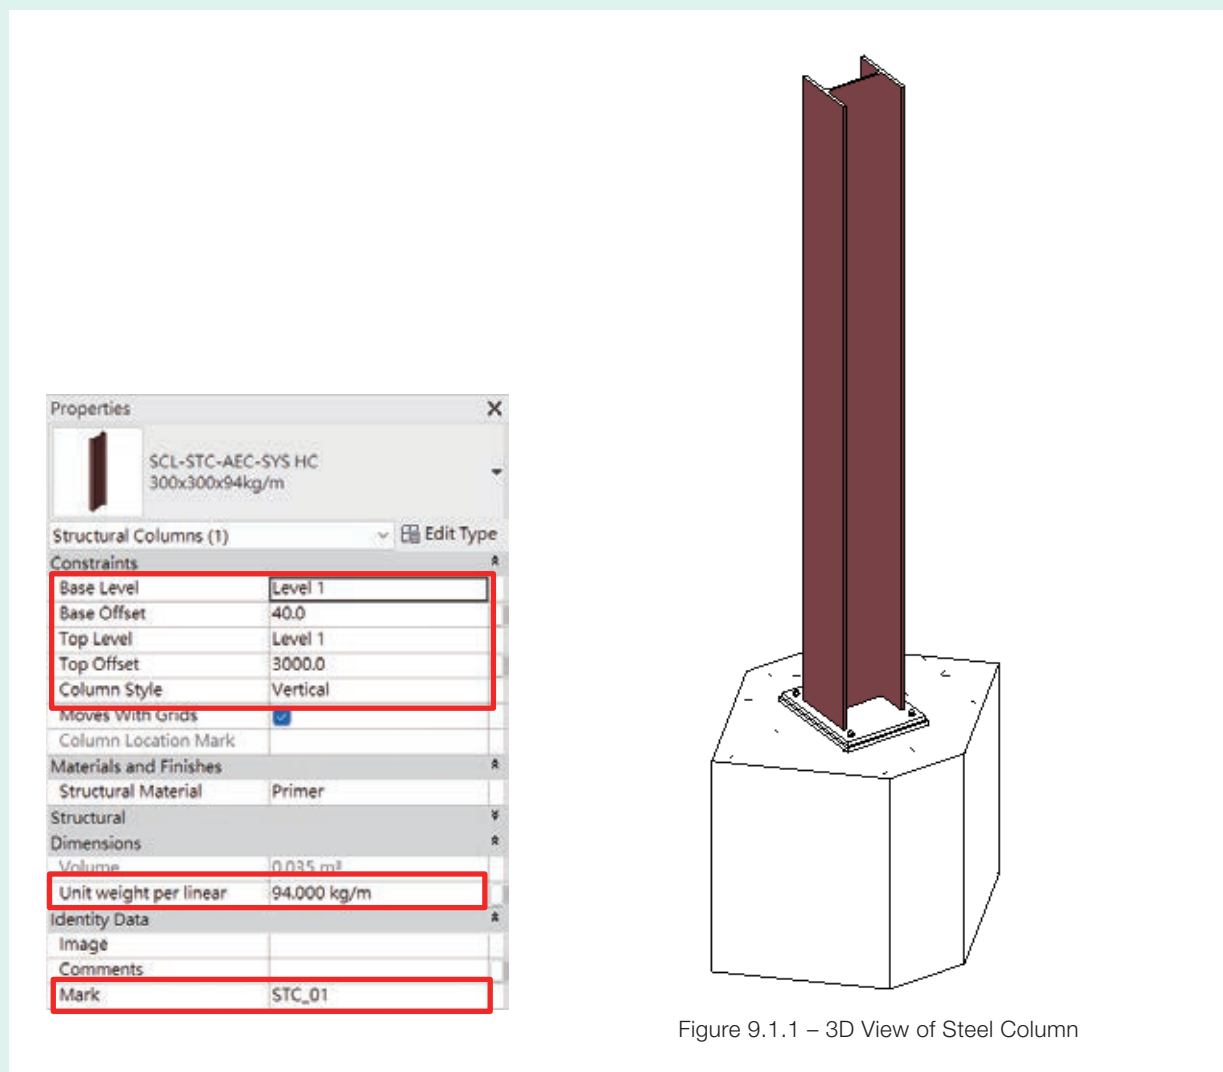 Properties
SCL-STC-AEC-SYS HC
300x300x94kg/m
Structural Columns (1) Edit Type
Constraints
Base Level Level 1
Base Offset 40.0
Top Level Level 1
Top Offset 3000.0
Column Style Vertical
Moves With Grids
Column Location Mark
Materials and Finishes
Structural Material Primer
Structural
Dimensions
Volume 0.035 m³
Unit weight per linear 94.000 kg/m
Identity Data
Image
Comments
Mark STC_01
Figure 9.1.1 – 3D View of Steel Column